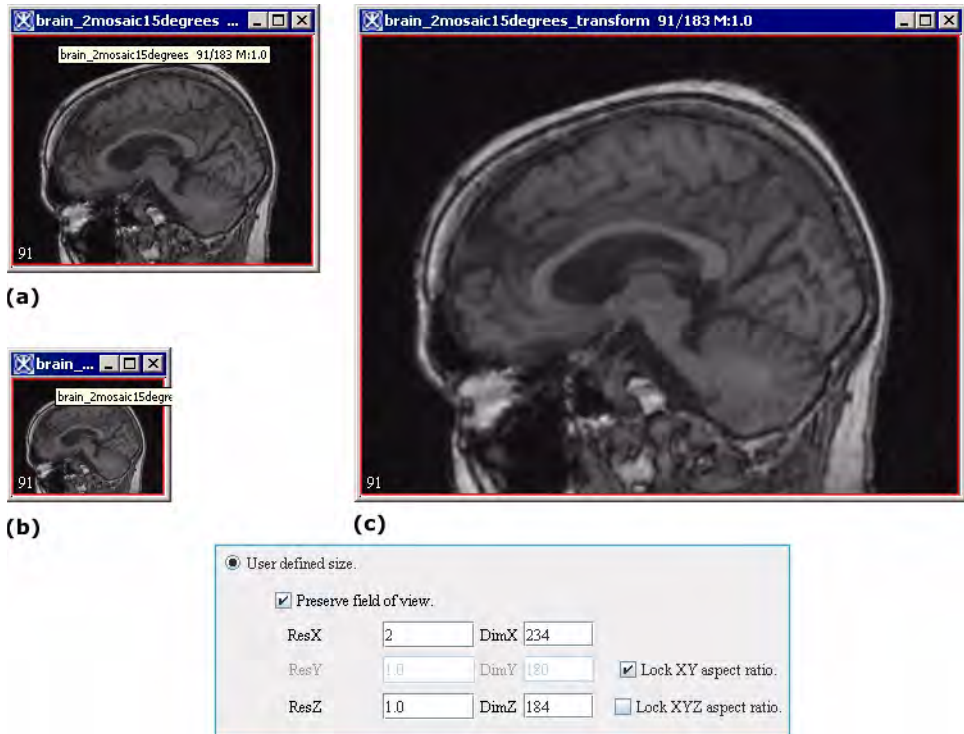 brain_2mosaic15degrees ...
brain_2mosaic15degrees 91/183 M:1.0
91
(a)
brain_2mosaic15degrees_transform 91/183 M:1.0
91
(c)
brain_...
brain_2mosaic15degre
91
(b)
User defined size.
Preserve field of view.
ResX 2 DimX 234
ResY 1.0 DimY 180 Lock XY aspect ratio.
ResZ 1.0 DimZ 184 Lock XYZ aspect ratio.